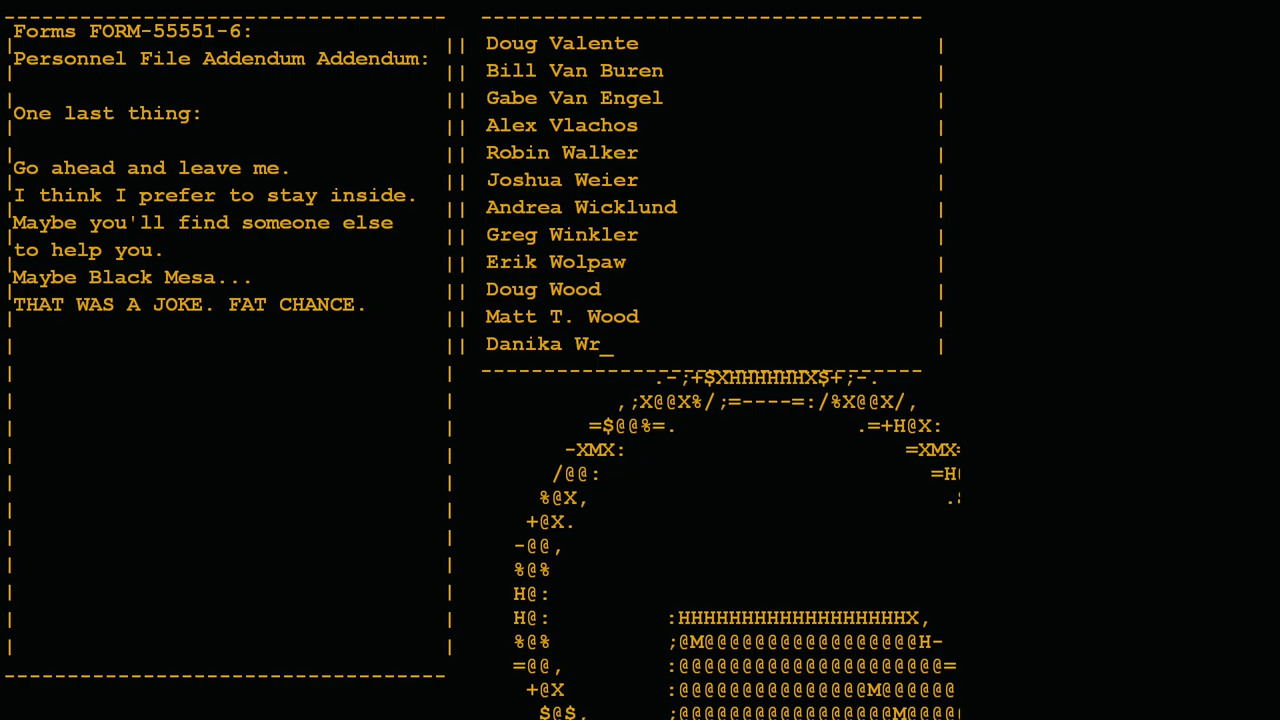 Forms FORM-55551-6:
Personnel File Addendum Addendum:
One last thing:
Go ahead and leave me.
I think I prefer to stay inside.
Maybe you'll find someone else
to help you.
Maybe Black Mesa...
THAT WAS A JOKE. FAT CHANCE.
Doug Valente
Bill Van Buren
Gabe Van Engel
Alex Vlachos
Robin Walker
Joshua Weier
Andrea Wicklund
Greg Winkler
Erik Wolpaw
Doug Wood
Matt T. Wood
Danika Wr_